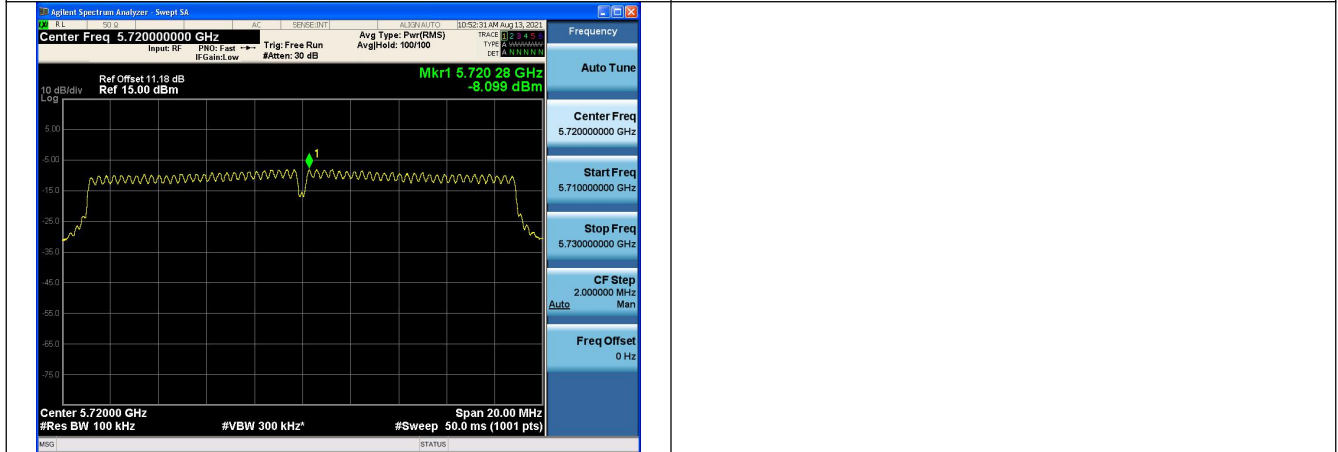 Agilent Spectrum Analyzer - Swept SA
RL 50 Ω AC SENSE:INT ALIGN AUTO 10:52:31 AM Aug 13, 2021
Center Freq 5.720000000 GHz
Input: RF PNO: Fast IFGain:Low
Trig: Free Run #Atten: 30 dB
Avg Type: Pwr(RMS) Avg|Hold: 100/100
TRACE 1 2 3 4 5 6
TYPE A WWWWW
DET A N N N N N
Ref Offset 11.18 dB
10 dB/div Ref 15.00 dBm
Log
Mkr1 5.720 28 GHz
-8.099 dBm
1
5.00
-5.00
-15.0
-25.0
-35.0
-45.0
-55.0
-65.0
-75.0
Center 5.72000 GHz Span 20.00 MHz
#Res BW 100 kHz #VBW 300 kHz* #Sweep 50.0 ms (1001 pts)
MSG STATUS
Frequency
Auto Tune
Center Freq
5.720000000 GHz
Start Freq
5.710000000 GHz
Stop Freq
5.730000000 GHz
CF Step
2.000000 MHz
Auto Man
Freq Offset
0 Hz